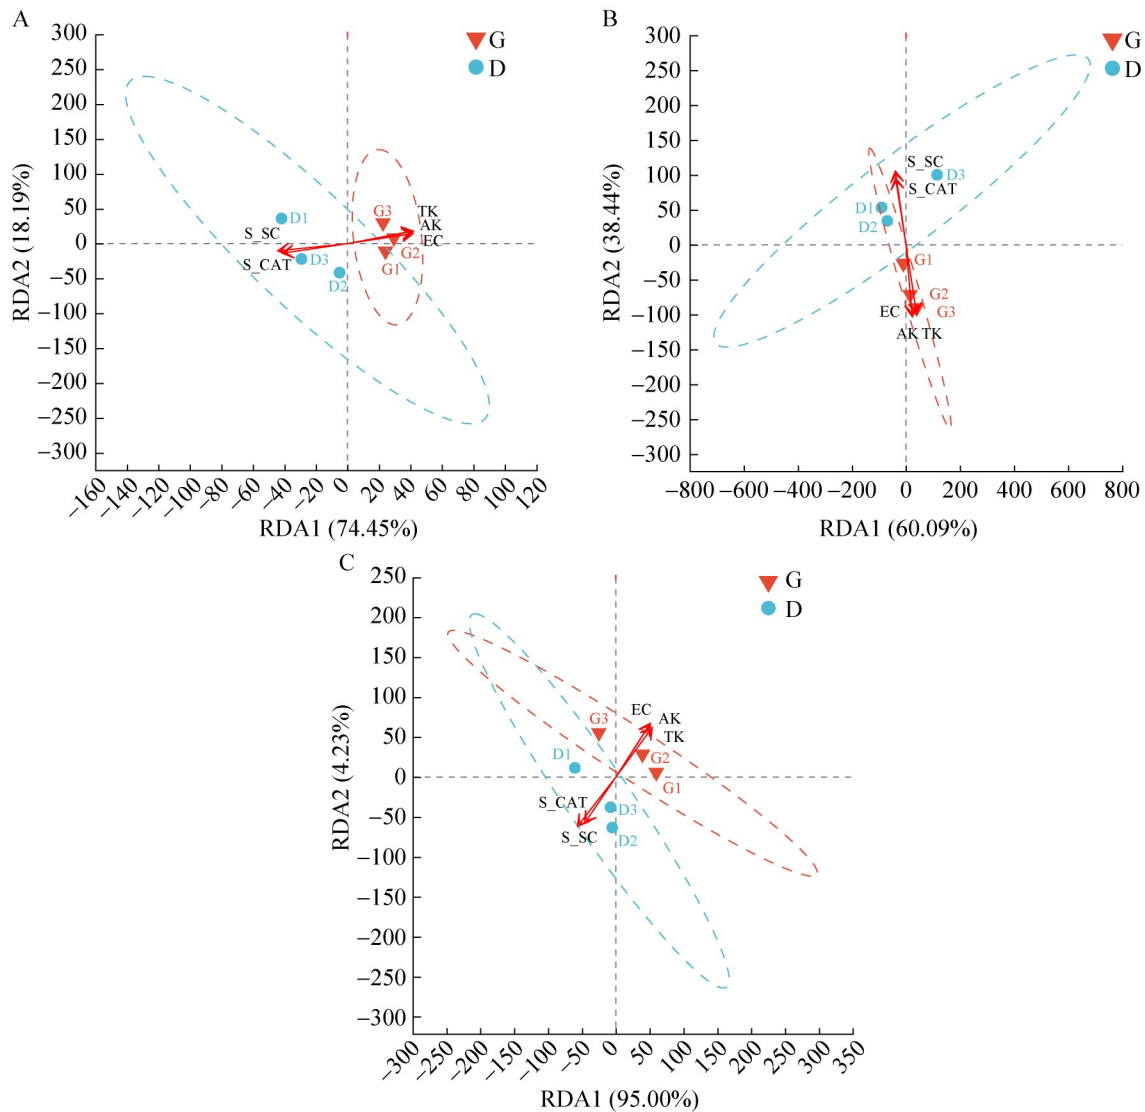 A
G
D
RDA2 (18.19%)
300
250
200
150
100
50
0
−50
−100
−150
−200
−250
−300
D1
D3
D2
S_SC
S_CAT
G3
G2
G1
TK
AK
EC
−160
−140
−120
−100
−80
−60
−40
−20
0
20
40
60
80
100
120
RDA1 (74.45%)
B
G
D
RDA2 (38.44%)
300
250
200
150
100
50
0
−50
−100
−150
−200
−250
−300
S_SC
D3
S_CAT
D1
D2
G1
G2
EC
G3
AK TK
−800
−600
−400
−200
0
200
400
600
800
RDA1 (60.09%)
C
G
D
RDA2 (4.23%)
250
200
150
100
50
0
−50
−100
−150
−200
−250
−300
EC
AK
TK
G3
G2
G1
D1
S_CAT
D3
S_SC
D2
−300
−250
−200
−150
−100
−50
0
50
100
150
200
250
300
350
RDA1 (95.00%)